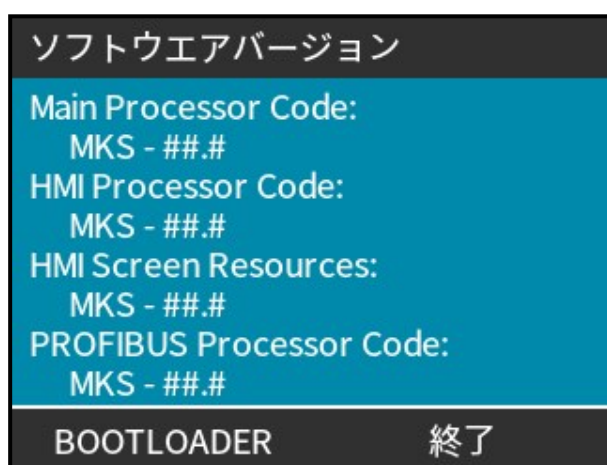 ソフトウエアバージョン
Main Processor Code:
MKS - ##.#
HMI Processor Code:
MKS - ##.#
HMI Screen Resources:
MKS - ##.#
PROFIBUS Processor Code:
MKS - ##.#
BOOTLOADER 終了